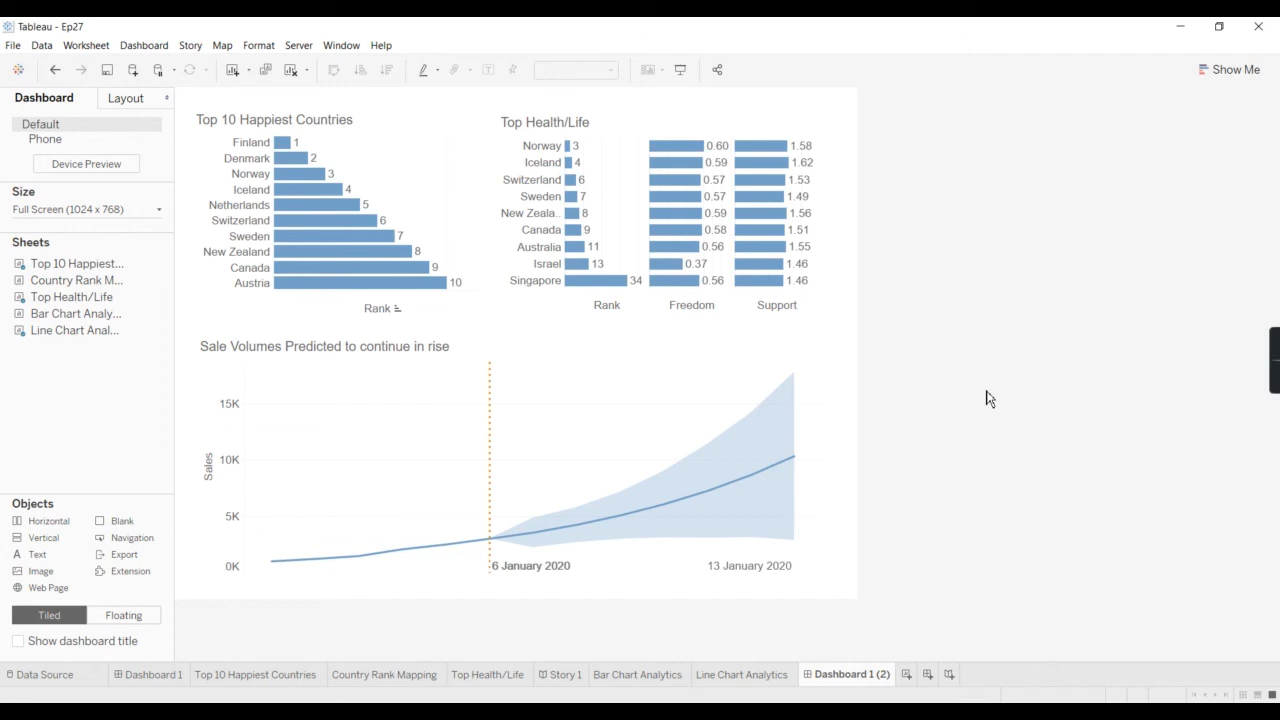 Tableau - Ep27
File Data Worksheet Dashboard Story Map Format Server Window Help
Show Me
Dashboard Layout
Default
Phone
Device Preview
Size
Full Screen (1024 x 768)
Sheets
Top 10 Happiest...
Country Rank M...
Top Health/Life
Bar Chart Analy...
Line Chart Anal...
Objects
Horizontal Blank
Vertical Navigation
Text Export
Image Extension
Web Page
Tiled Floating
Show dashboard title
Top 10 Happiest Countries
Finland 1
Denmark 2
Norway 3
Iceland 4
Netherlands 5
Switzerland 6
Sweden 7
New Zealand 8
Canada 9
Austria 10
Rank
Top Health/Life
Norway 3 0.60 1.58
Iceland 4 0.59 1.62
Switzerland 6 0.57 1.53
Sweden 7 0.57 1.49
New Zeala.. 8 0.59 1.56
Canada 9 0.58 1.51
Australia 11 0.56 1.55
Israel 13 0.37 1.46
Singapore 34 0.56 1.46
Rank Freedom Support
Sale Volumes Predicted to continue in rise
15K
10K
5K
0K
Sales
6 January 2020 13 January 2020
Data Source Dashboard 1 Top 10 Happiest Countries Country Rank Mapping Top Health/Life Story 1 Bar Chart Analytics Line Chart Analytics Dashboard 1 (2)